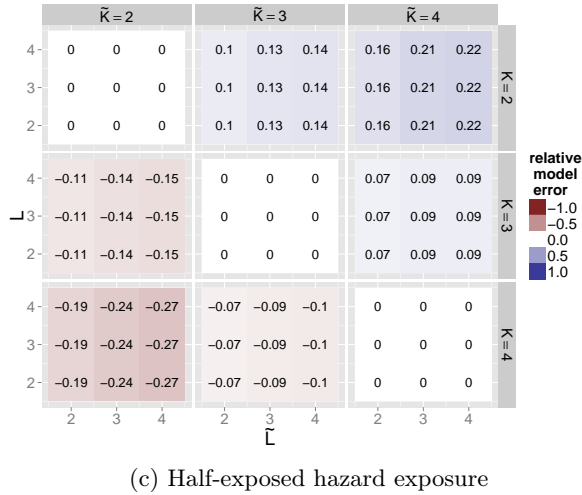 K̃ = 2 K̃ = 3 K̃ = 4
4 0 0 0 0.1 0.13 0.14 0.16 0.21 0.22
3 0 0 0 0.1 0.13 0.14 0.16 0.21 0.22
2 0 0 0 0.1 0.13 0.14 0.16 0.21 0.22
K = 2
4 −0.11 −0.14 −0.15 0 0 0 0.07 0.09 0.09
3 −0.11 −0.14 −0.15 0 0 0 0.07 0.09 0.09
2 −0.11 −0.14 −0.15 0 0 0 0.07 0.09 0.09
K = 3
L
4 −0.19 −0.24 −0.27 −0.07 −0.09 −0.1 0 0 0
3 −0.19 −0.24 −0.27 −0.07 −0.09 −0.1 0 0 0
2 −0.19 −0.24 −0.27 −0.07 −0.09 −0.1 0 0 0
K = 4
2 3 4 2 3 4 2 3 4
L̃
relative
model
error
−1.0
−0.5
0.0
0.5
1.0
(c) Half-exposed hazard exposure